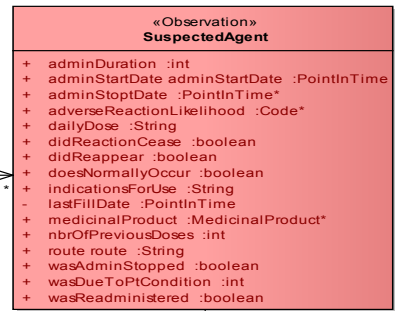 «Observation»
SuspectedAgent
+ adminDuration :int
+ adminStartDate adminStartDate :PointInTime
+ adminStoptDate :PointInTime*
+ adverseReactionLikelihood :Code*
+ dailyDose :String
+ didReactionCease :boolean
+ didReappear :boolean
+ doesNormallyOccur :boolean
* + indicationsForUse :String
- lastFillDate :PointInTime
+ medicinalProduct :MedicinalProduct*
+ nbrOfPreviousDoses :int
+ route route :String
+ wasAdminStopped :boolean
+ wasDueToPtCondition :int
+ wasReadministered :boolean